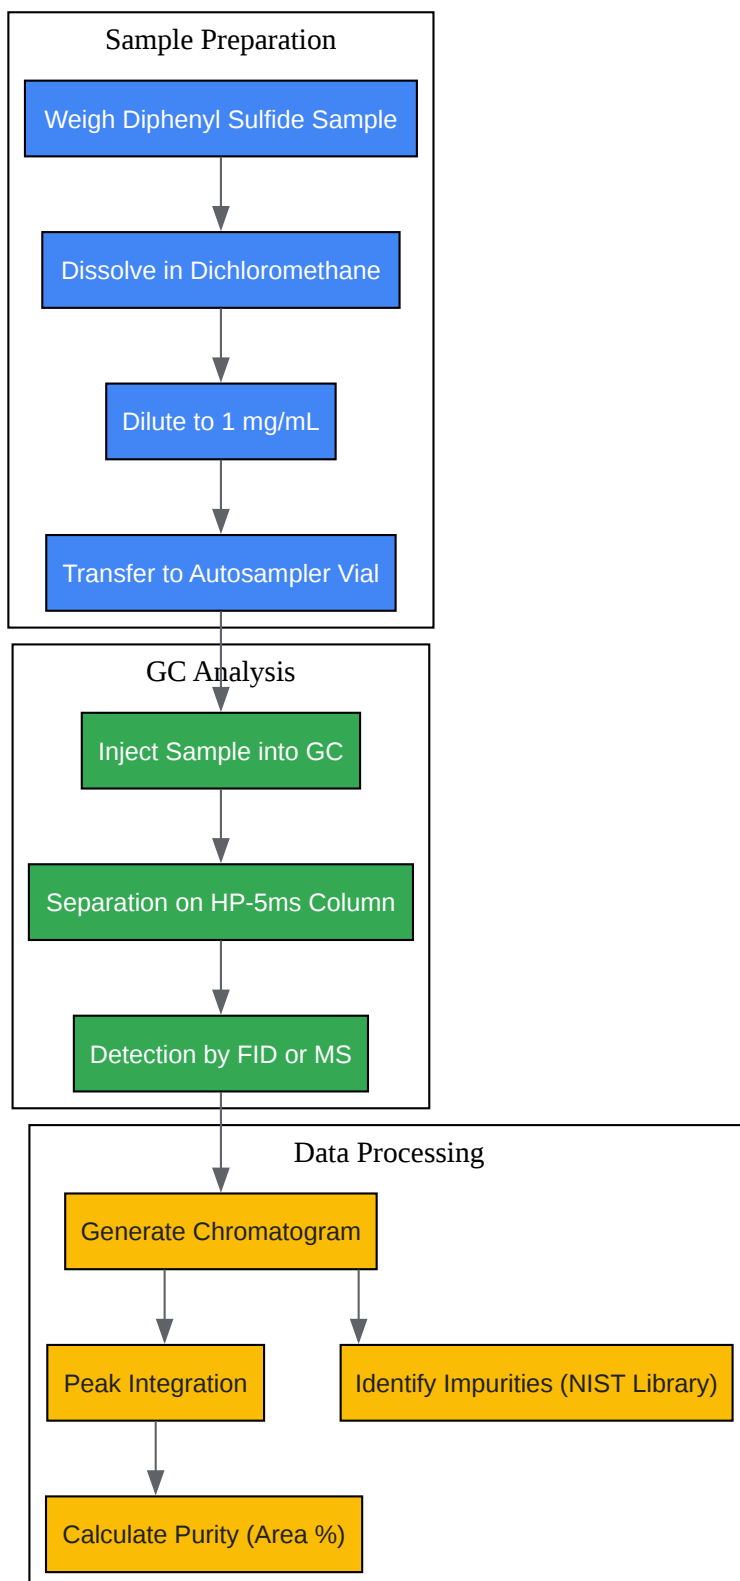 Sample Preparation
Weigh Diphenyl Sulfide Sample
Dissolve in Dichloromethane
Dilute to 1 mg/mL
Transfer to Autosampler Vial
GC Analysis
Inject Sample into GC
Separation on HP-5ms Column
Detection by FID or MS
Data Processing
Generate Chromatogram
Peak Integration
Identify Impurities (NIST Library)
Calculate Purity (Area %)